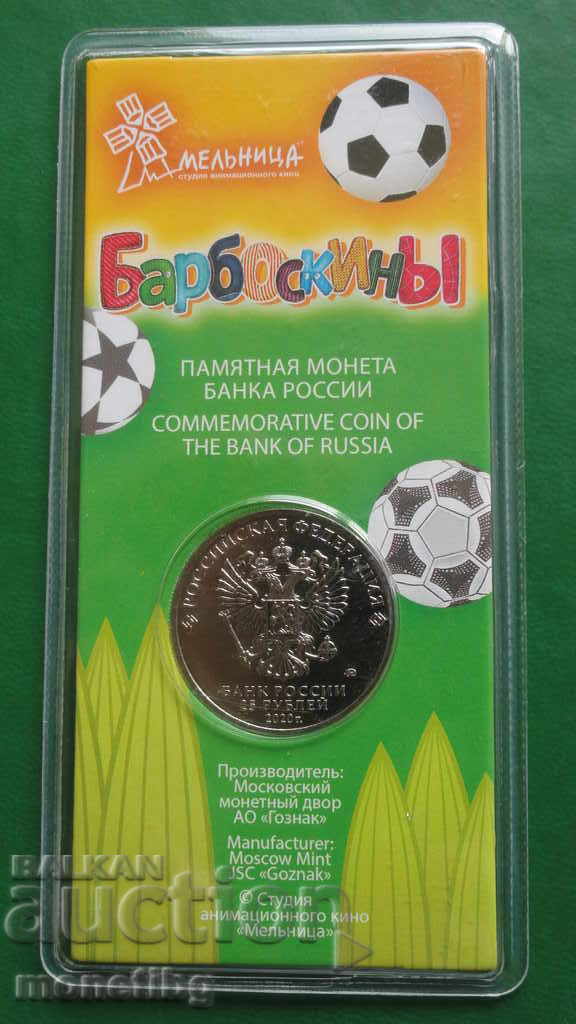 МЕЛЬНИЦА
студия анимационного кино
Барбоскины
ПАМЯТНАЯ МОНЕТА
БАНКА РОССИИ
COMMEMORATIVE COIN OF
THE BANK OF RUSSIA
РОССИЙСКАЯ ФЕДЕРАЦИЯ
БАНК РОССИИ
25 РУБЛЕЙ
2020 г.
Производитель:
Московский
монетный двор
АО «Гознак»
Manufacturer:
Moscow Mint
JSC «Goznak»
© Студия
анимационного кино
«Мельница»
BALKAN
auction
monetibg